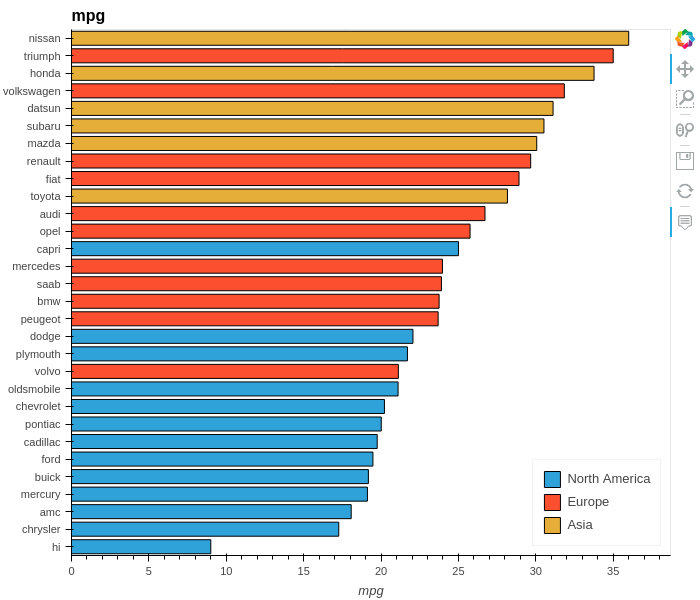 mpg
nissan
triumph
honda
volkswagen
datsun
subaru
mazda
renault
fiat
toyota
audi
opel
capri
mercedes
saab
bmw
peugeot
dodge
plymouth
volvo
oldsmobile
chevrolet
pontiac
cadillac
ford
buick
mercury
amc
chrysler
hi
North America
Europe
Asia
0 5 10 15 20 25 30 35
mpg